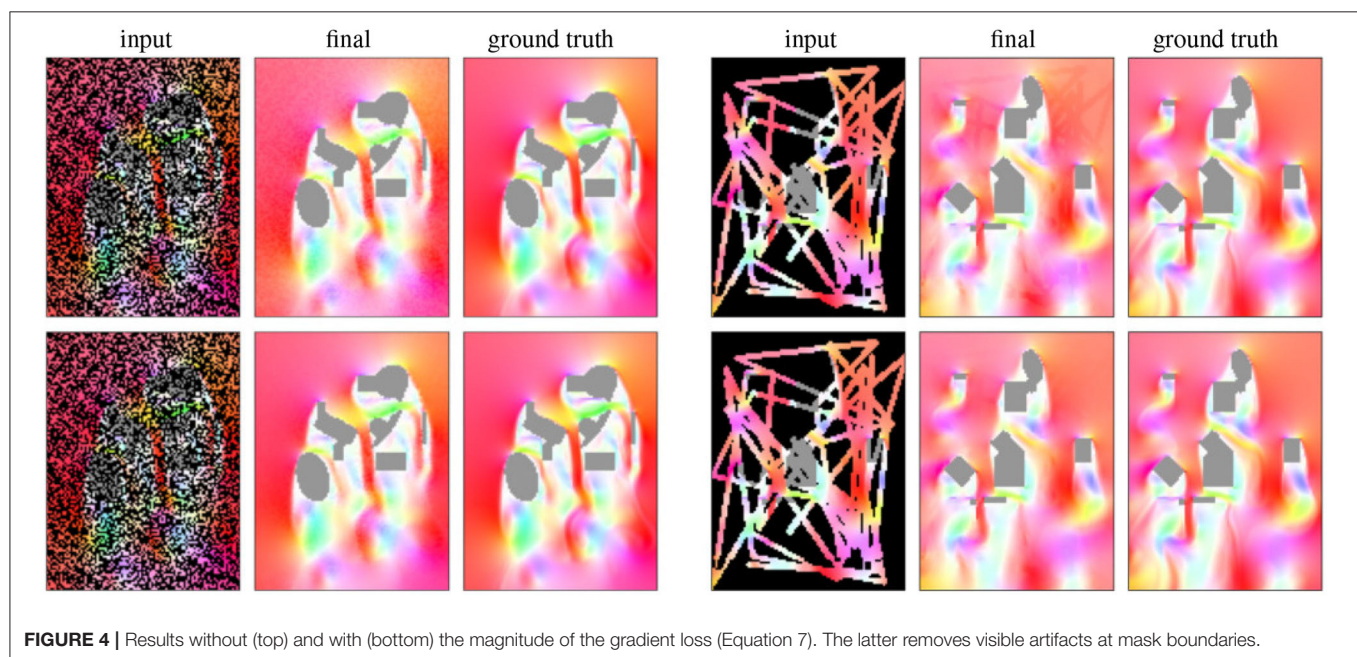 input final ground truth input final ground truth
FIGURE 4 | Results without (top) and with (bottom) the magnitude of the gradient loss (Equation 7). The latter removes visible artifacts at mask boundaries.